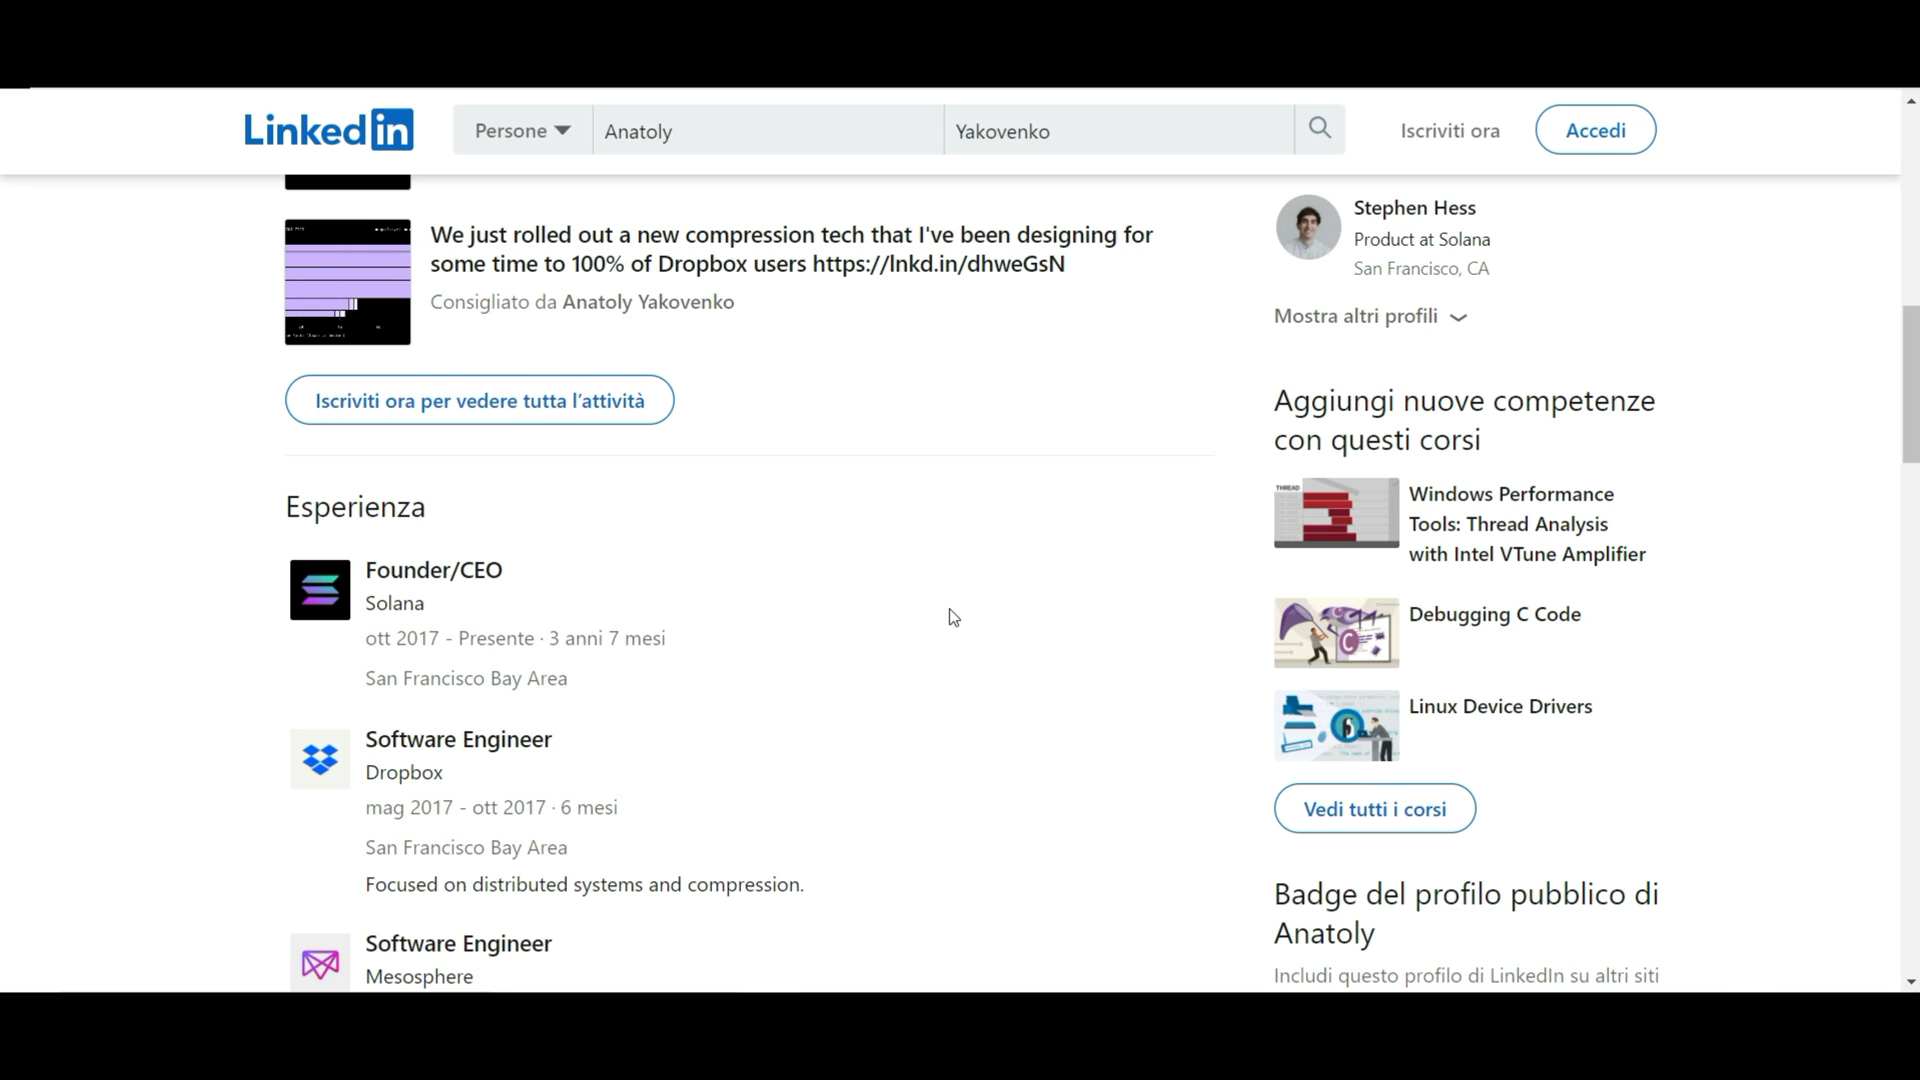 Linked in
Persone
Anatoly
Yakovenko
Iscriviti ora
Accedi
We just rolled out a new compression tech that I've been designing for
some time to 100% of Dropbox users https://lnkd.in/dhweGsN
Consigliato da Anatoly Yakovenko
Iscriviti ora per vedere tutta l'attività
Esperienza
Founder/CEO
Solana
ott 2017 - Presente · 3 anni 7 mesi
San Francisco Bay Area
Software Engineer
Dropbox
mag 2017 - ott 2017 · 6 mesi
San Francisco Bay Area
Focused on distributed systems and compression.
Software Engineer
Mesosphere
Stephen Hess
Product at Solana
San Francisco, CA
Mostra altri profili
Aggiungi nuove competenze
con questi corsi
THREAD
Windows Performance
Tools: Thread Analysis
with Intel VTune Amplifier
C
Debugging C Code
Linux Device Drivers
Vedi tutti i corsi
Badge del profilo pubblico di
Anatoly
Includi questo profilo di LinkedIn su altri siti